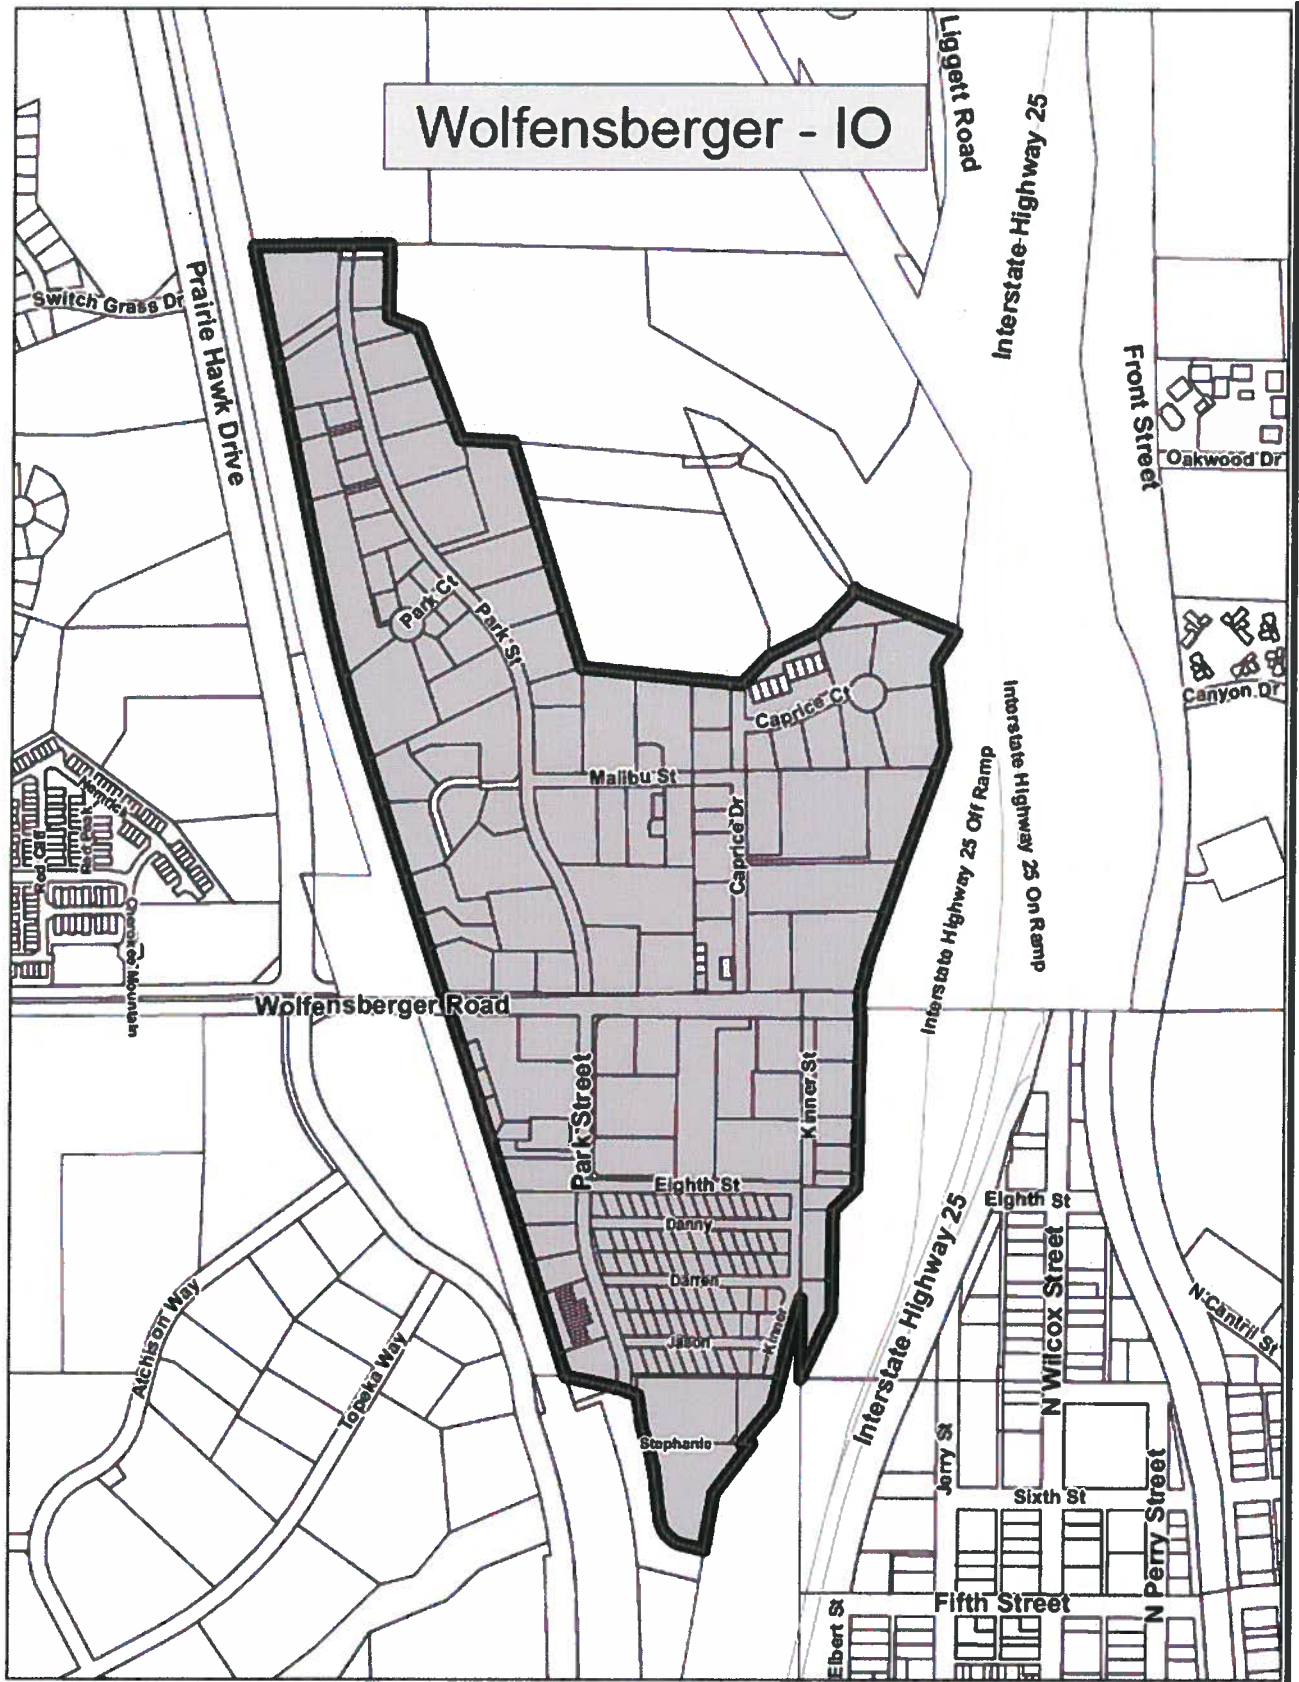 Wolfensberger - IO
Liggett Road
Interstate Highway 25
Switch Grass Dr
Prairie Hawk Drive
Front Street
Oakwood Dr
Park Ct
Park St
Canyon Dr
Caprice Ct
Malibu St
Caprice Dr
Interstate Highway 25 Off Ramp
Interstate Highway 25 On Ramp
Red Cliff
Cherokee Mountain
Wolfensberger Road
Park Street
Kinner St
Eighth St
Danny
Darren
Jason
Kinner
Stephanie
Interstate Highway 25
Eighth St
N Wilcox Street
N Cantril St
Atchison Way
Topeka Way
Jerry St
Sixth St
N Perry Street
Fifth Street
Elbert St